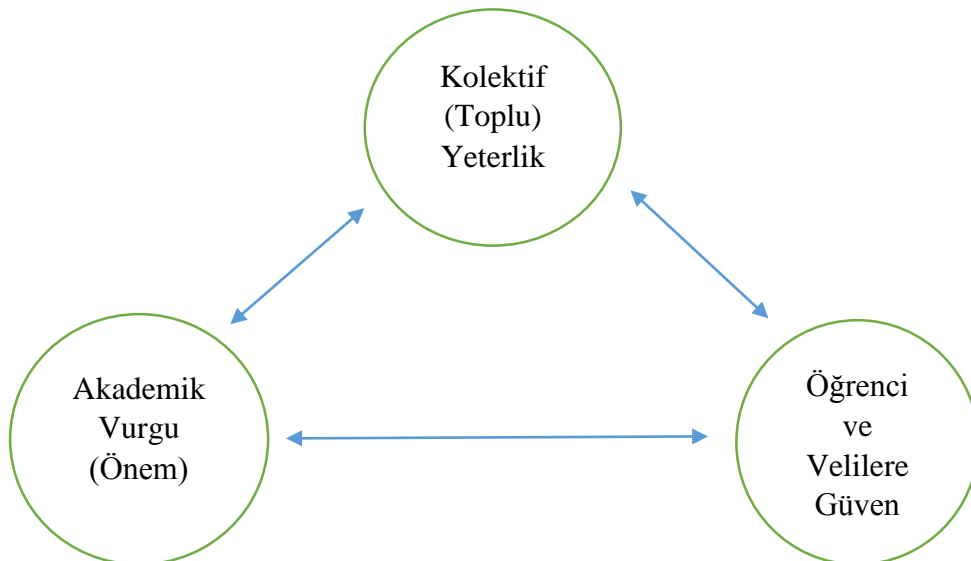 Kolektif
(Toplu)
Yeterlik
Akademik
Vurgu
(Önem)
Öğrenci
ve
Velilere
Güven